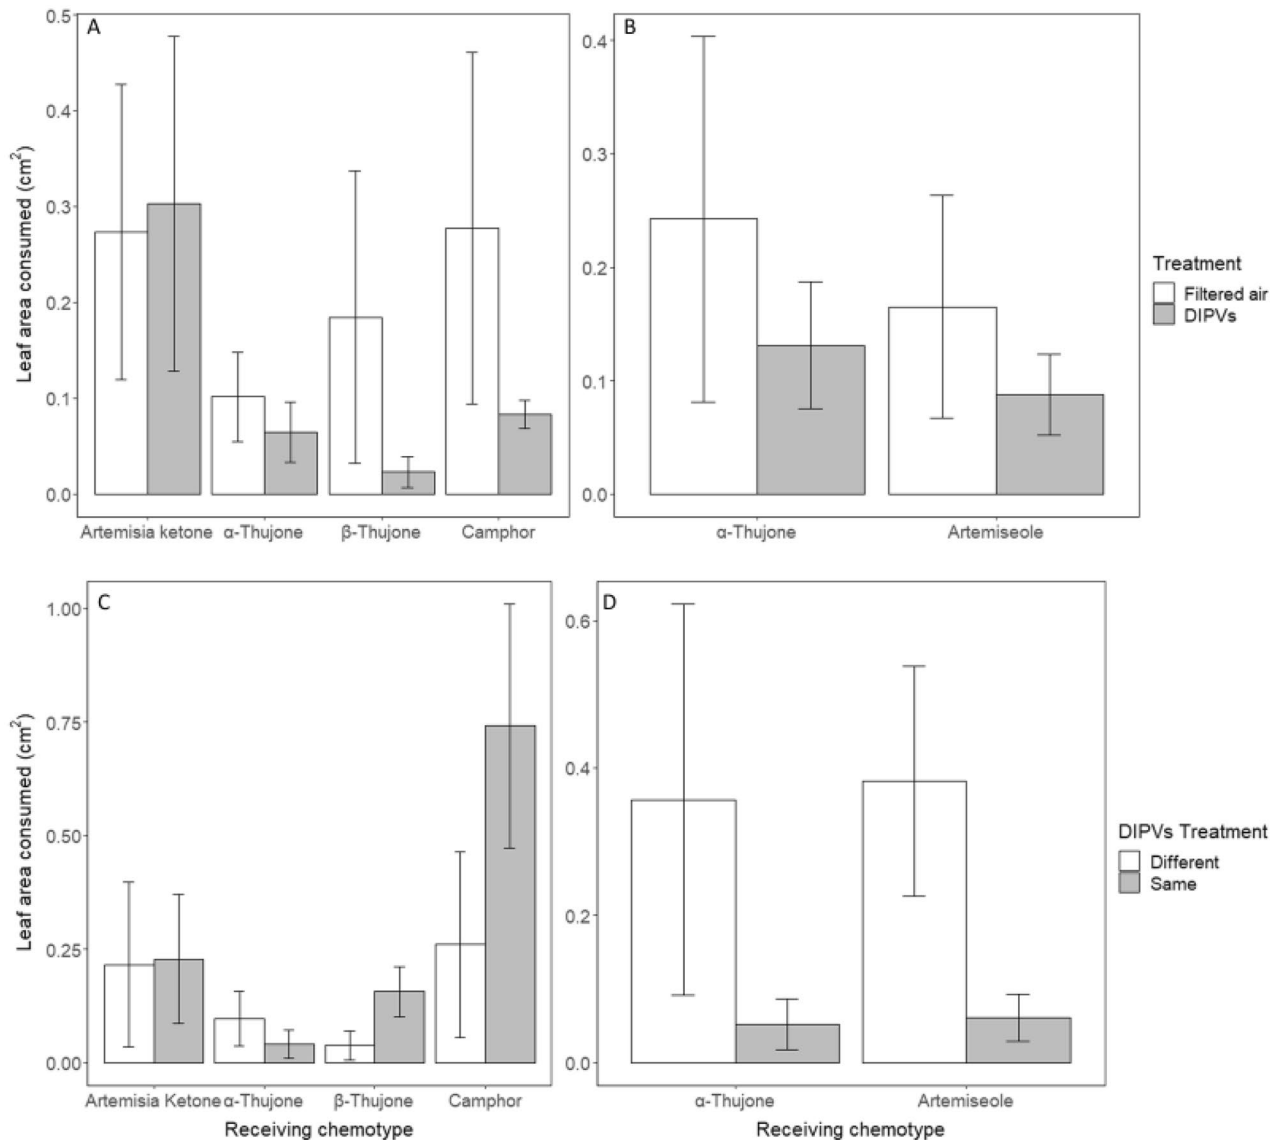 A
B
Leaf area consumed (cm²)
0.5
0.4
0.3
0.2
0.1
0.0
Artemisia ketone α-Thujone β-Thujone Camphor
0.4
0.3
0.2
0.1
0.0
α-Thujone Artemiseole
Treatment
Filtered air
DIPVs
C
D
Leaf area consumed (cm²)
1.00
0.75
0.50
0.25
0.00
Artemisia Ketone α-Thujone β-Thujone Camphor
Receiving chemotype
0.6
0.4
0.2
0.0
α-Thujone Artemiseole
Receiving chemotype
DIPVs Treatment
Different
Same